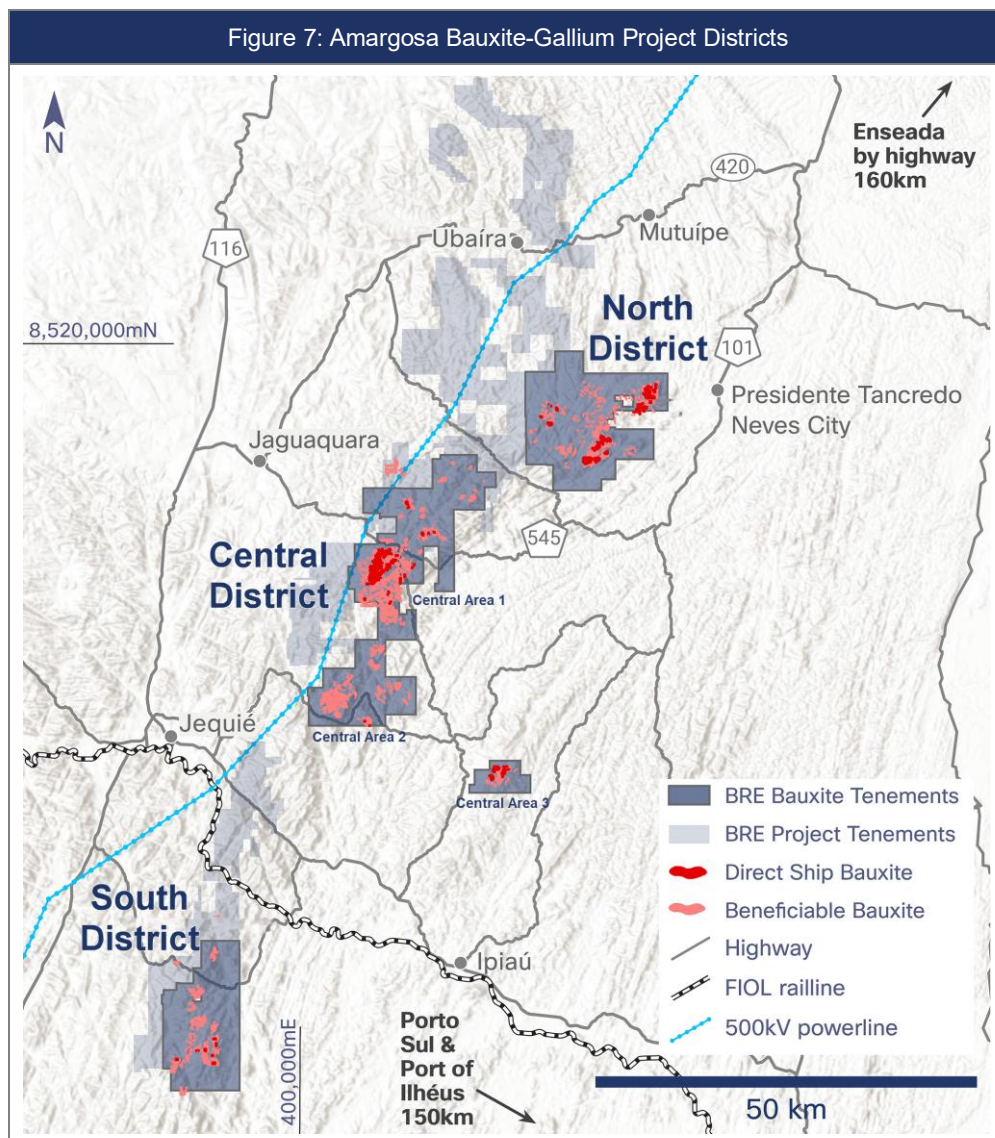 Figure 7: Amargosa Bauxite-Gallium Project Districts
N
Enseada
by highway
160km
420
Ubaíra
Mutuípe
116
8,520,000mN
North
District
101
Presidente Tancredo
Neves City
Jaguaquara
545
Central
District
Central Area 1
Jequié
Central Area 2
Central Area 3
BRE Bauxite Tenements
BRE Project Tenements
Direct Ship Bauxite
Beneficiable Bauxite
Highway
FIOL railline
500kV powerline
South
District
Ipiaú
400,000mE
Porto
Sul &
Port of
Ilhéus
150km
50 km